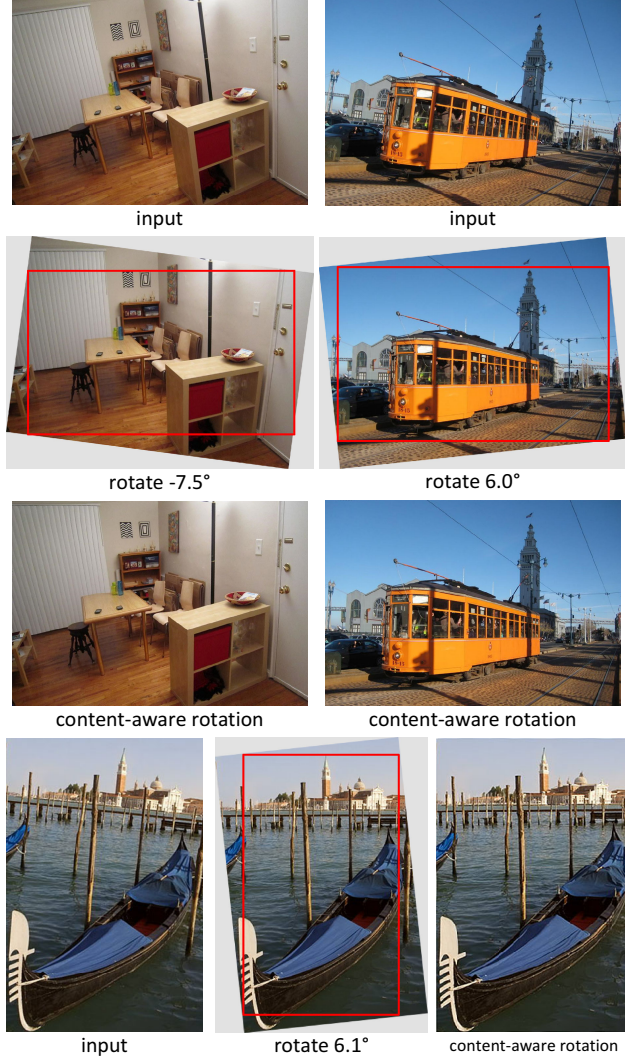 input
input
rotate -7.5°
rotate 6.0°
content-aware rotation
content-aware rotation
input
rotate 6.1°
content-aware rotation